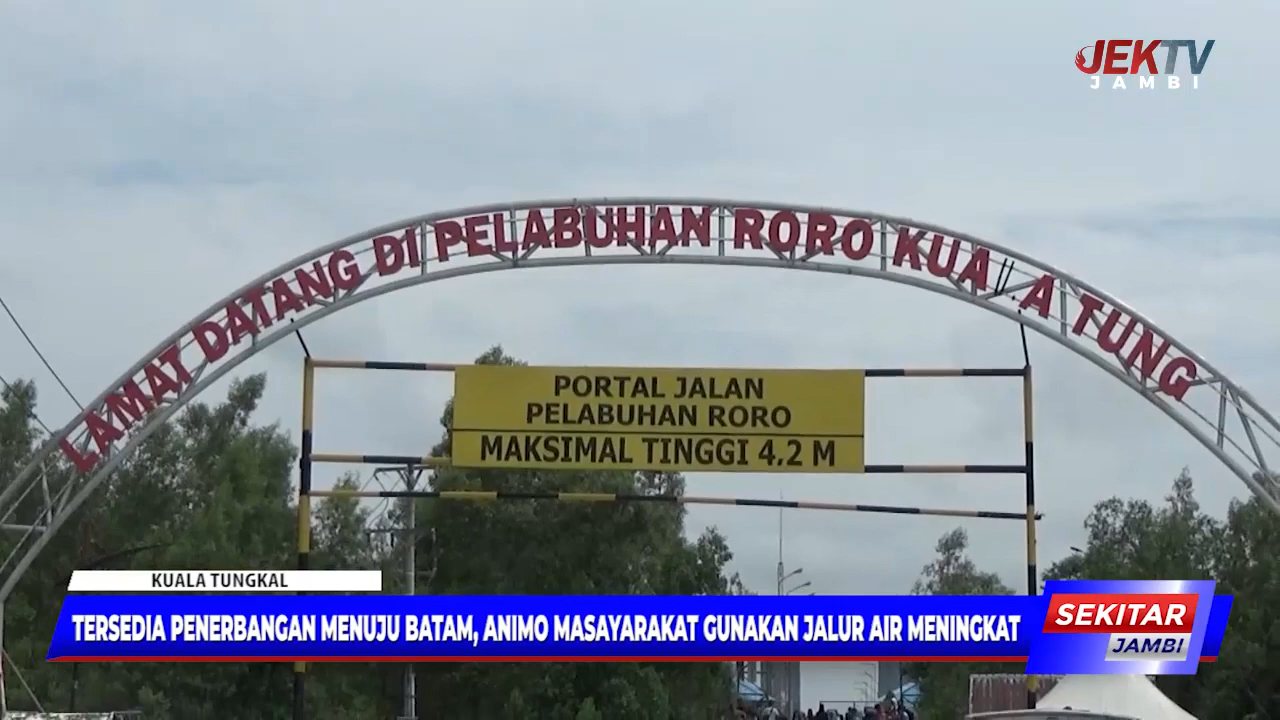 JEKTV
JAMBI
LAMAT DATANG DI PELABUHAN RORO KUALA TUNG
PORTAL JALAN
PELABUHAN RORO
MAKSIMAL TINGGI 4.2 M
KUALA TUNGKAL
TERSEDIA PENERBANGAN MENUJU BATAM, ANIMO MASAYARAKAT GUNAKAN JALUR AIR MENINGKAT
SEKITAR
JAMBI